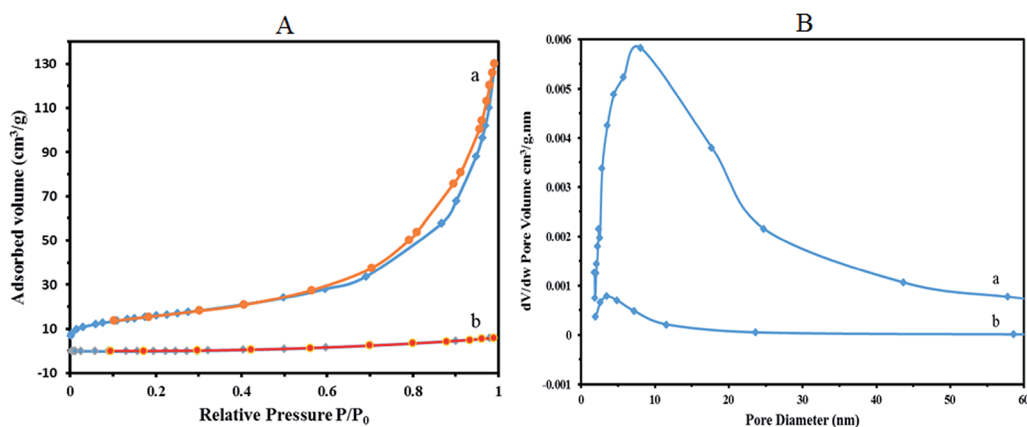 A
130
110
90
70
50
30
10
-10
0
0.2
0.4
0.6
0.8
1
Adsorbed volume (cm³/g)
Relative Pressure P/P₀
a
b
B
0.006
0.005
0.004
0.003
0.002
0.001
0
-0.001
0
10
20
30
40
50
60
dV/dw Pore Volume cm³/g.nm
Pore Diameter (nm)
a
b